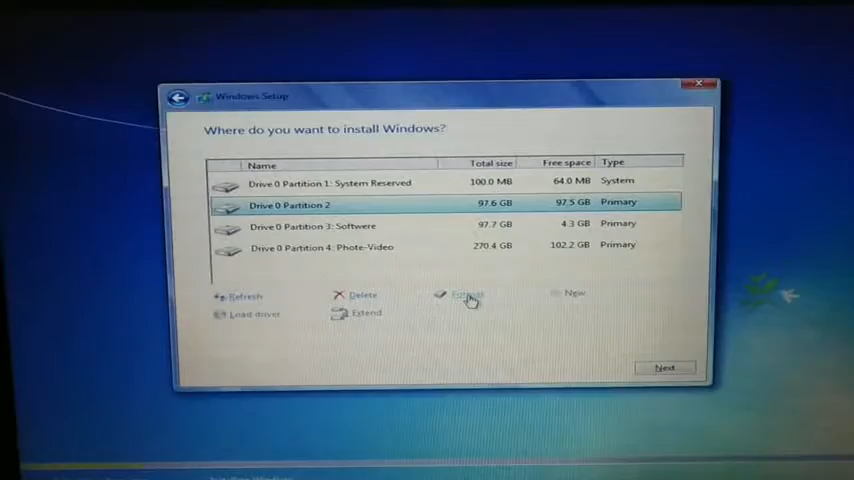 Windows Setup
Where do you want to install Windows?
Name Total size Free space Type
Drive 0 Partition 1: System Reserved 100.0 MB 64.0 MB System
Drive 0 Partition 2 97.6 GB 97.5 GB Primary
Drive 0 Partition 3: Softwere 97.7 GB 4.3 GB Primary
Drive 0 Partition 4: Phote-Video 270.4 GB 102.2 GB Primary
Refresh Delete Format New
Load driver Extend
Next